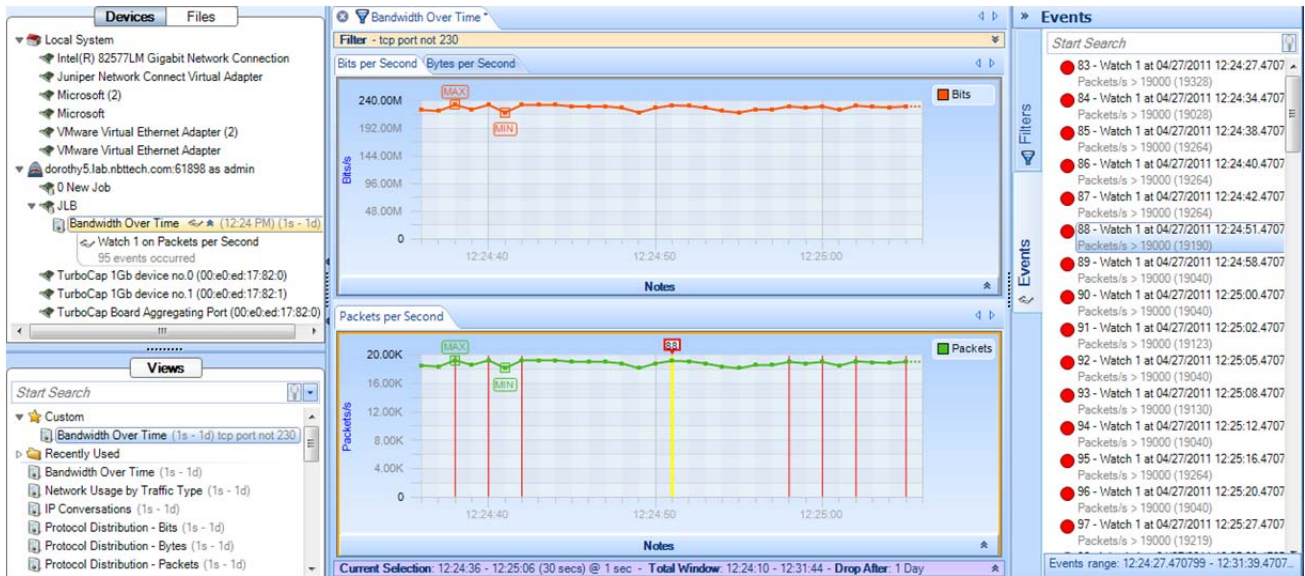 Devices
Files
Local System
Intel(R) 82577LM Gigabit Network Connection
Juniper Network Connect Virtual Adapter
Microsoft (2)
Microsoft
VMware Virtual Ethernet Adapter (2)
VMware Virtual Ethernet Adapter
dorothy5.lab.nbttech.com:61898 as admin
0 New Job
JLB
Bandwidth Over Time (12:24 PM) (1s - 1d)
Watch 1 on Packets per Second
95 events occurred
TurboCap 1Gb device no.0 (00:e0:ed:17:82:0)
TurboCap 1Gb device no.1 (00:e0:ed:17:82:1)
TurboCap Board Aggregating Port (00:e0:ed:17:82:0)
Views
Start Search
Custom
Bandwidth Over Time (1s - 1d) tcp port not 230
Recently Used
Bandwidth Over Time (1s - 1d)
Network Usage by Traffic Type (1s - 1d)
IP Conversations (1s - 1d)
Protocol Distribution - Bits (1s - 1d)
Protocol Distribution - Bytes (1s - 1d)
Protocol Distribution - Packets (1s - 1d)
Bandwidth Over Time *
Filter - tcp port not 230
Bits per Second
Bytes per Second
Bits/s
240.00M
192.00M
144.00M
96.00M
48.00M
0
MAX
MIN
Bits
12:24:40
12:24:50
12:25:00
Notes
Packets per Second
Packets/s
20.00K
16.00K
12.00K
8.00K
4.00K
0
MAX
MIN
88
Packets
12:24:40
12:24:50
12:25:00
Notes
Current Selection: 12:24:36 - 12:25:06 (30 secs) @ 1 sec - Total Window: 12:24:10 - 12:31:44 - Drop After: 1 Day
Filters
Events
Events
Start Search
83 - Watch 1 at 04/27/2011 12:24:27.4707
Packets/s > 19000 (19328)
84 - Watch 1 at 04/27/2011 12:24:34.4707
Packets/s > 19000 (19028)
85 - Watch 1 at 04/27/2011 12:24:38.4707
Packets/s > 19000 (19264)
86 - Watch 1 at 04/27/2011 12:24:40.4707
Packets/s > 19000 (19264)
87 - Watch 1 at 04/27/2011 12:24:42.4707
Packets/s > 19000 (19264)
88 - Watch 1 at 04/27/2011 12:24:51.4707
Packets/s > 19000 (19190)
89 - Watch 1 at 04/27/2011 12:24:58.4707
Packets/s > 19000 (19040)
90 - Watch 1 at 04/27/2011 12:25:00.4707
Packets/s > 19000 (19040)
91 - Watch 1 at 04/27/2011 12:25:02.4707
Packets/s > 19000 (19123)
92 - Watch 1 at 04/27/2011 12:25:05.4707
Packets/s > 19000 (19040)
93 - Watch 1 at 04/27/2011 12:25:08.4707
Packets/s > 19000 (19130)
94 - Watch 1 at 04/27/2011 12:25:12.4707
Packets/s > 19000 (19040)
95 - Watch 1 at 04/27/2011 12:25:16.4707
Packets/s > 19000 (19264)
96 - Watch 1 at 04/27/2011 12:25:20.4707
Packets/s > 19000 (19040)
97 - Watch 1 at 04/27/2011 12:25:27.4707
Packets/s > 19000 (19219)
Events range: 12:24:27.470799 - 12:31:39.4707...